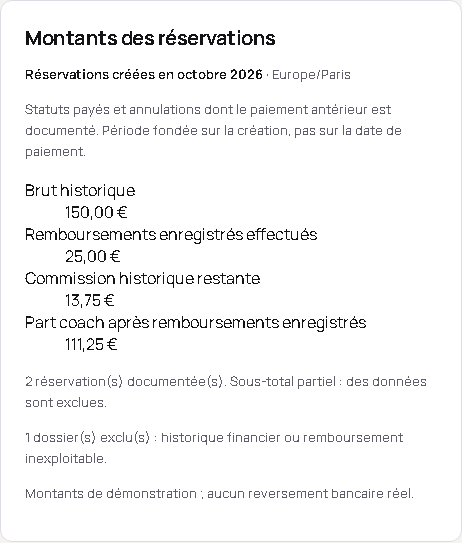 Montants des réservations
Réservations créées en octobre 2026 · Europe/Paris
Statuts payés et annulations dont le paiement antérieur est
documenté. Période fondée sur la création, pas sur la date de
paiement.
Brut historique
150,00 €
Remboursements enregistrés effectués
25,00 €
Commission historique restante
13,75 €
Part coach après remboursements enregistrés
111,25 €
2 réservation(s) documentée(s). Sous-total partiel : des données
sont exclues.
1 dossier(s) exclu(s) : historique financier ou remboursement
inexploitable.
Montants de démonstration ; aucun reversement bancaire réel.